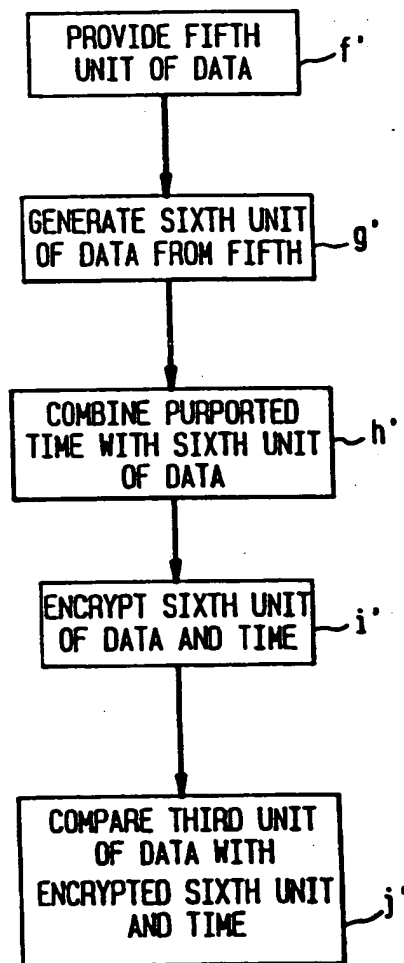 PROVIDE FIFTH
UNIT OF DATA
f'
GENERATE SIXTH UNIT
OF DATA FROM FIFTH
g'
COMBINE PURPORTED
TIME WITH SIXTH UNIT
OF DATA
h'
ENCRYPT SIXTH UNIT
OF DATA AND TIME
i'
COMPARE THIRD UNIT
OF DATA WITH
ENCRYPTED SIXTH UNIT
AND TIME
j'